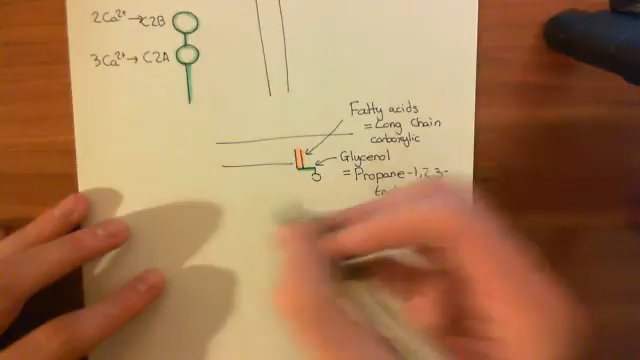 2Ca²⁺→C2B
3Ca²⁺→C2A
Fatty acids
= Long Chain
carboxylic
Glycerol
= Propane-1,2,3-